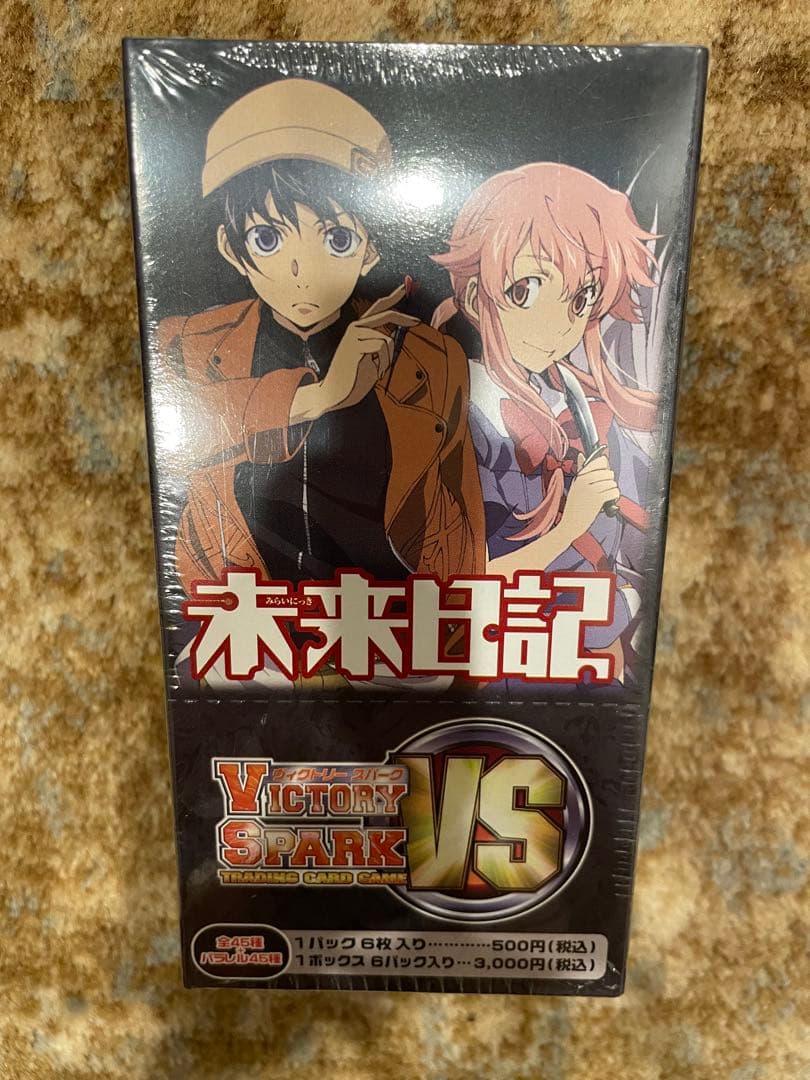 みらいにっき
未来日記
ヴィクトリー スパーク
VICTORY
SPARK
TRADING CARD GAME
VS
全45種
+
パラレル45種
1パック 6枚入り…………500円(税込)
1ボックス 6パック入り…3,000円(税込)